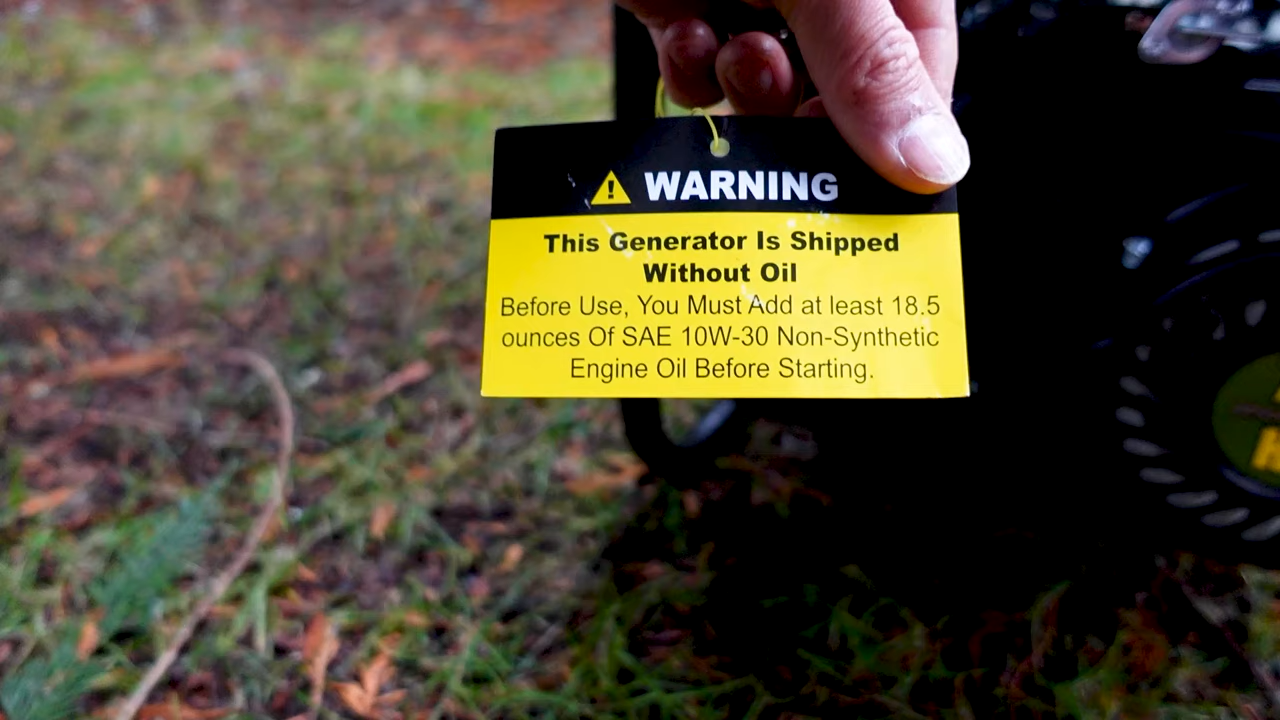 WARNING
This Generator Is Shipped
Without Oil
Before Use, You Must Add at least 18.5
ounces Of SAE 10W-30 Non-Synthetic
Engine Oil Before Starting.